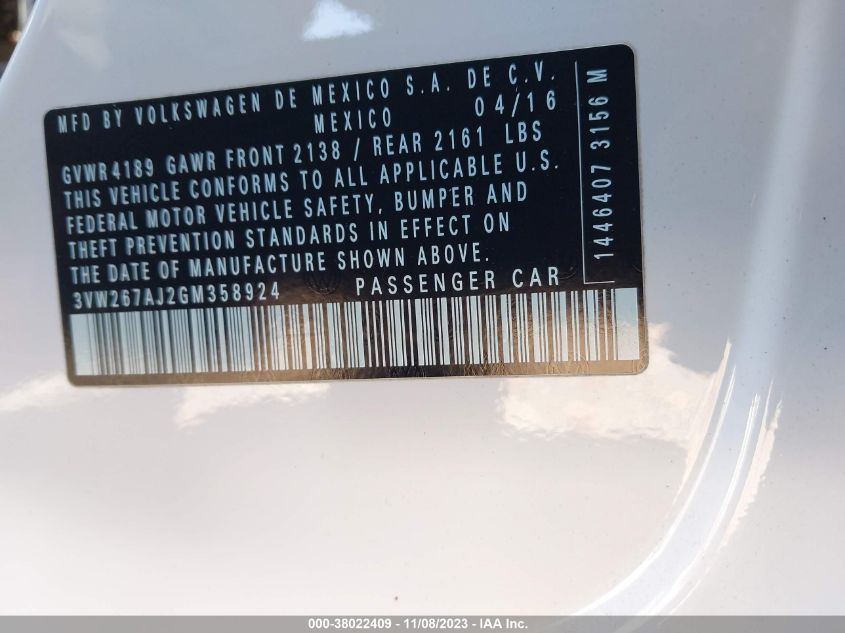 MFD BY VOLKSWAGEN DE MEXICO S.A. DE C.V.
MEXICO 04/16
GVWR 4189 GAWR FRONT 2138 / REAR 2161 LBS
THIS VEHICLE CONFORMS TO ALL APPLICABLE U.S.
FEDERAL MOTOR VEHICLE SAFETY, BUMPER AND
THEFT PREVENTION STANDARDS IN EFFECT ON
THE DATE OF MANUFACTURE SHOWN ABOVE.
3VW267AJ2GM358924 PASSENGER CAR
1446407 3156 M
000-38022409 - 11/08/2023 - IAA Inc.